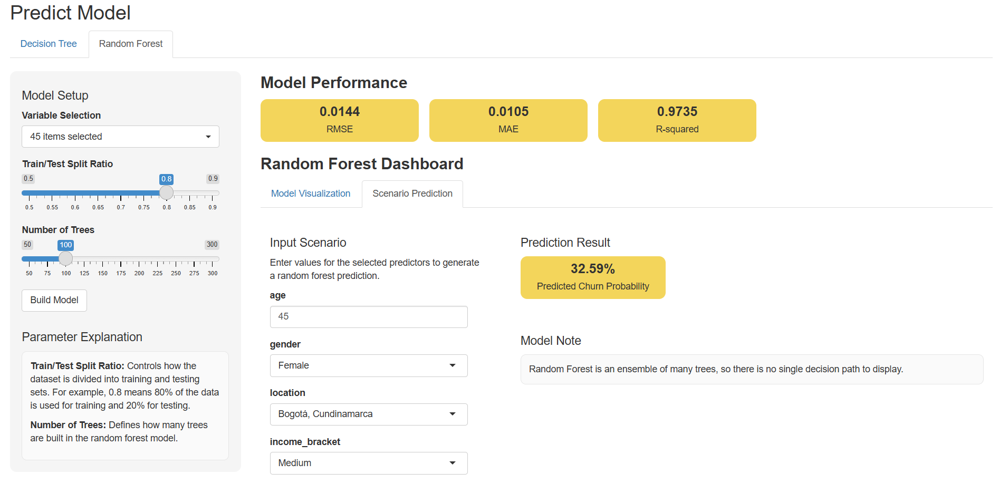 Predict Model
Decision Tree
Random Forest
Model Setup
Variable Selection
45 items selected
Train/Test Split Ratio
0.5
0.8
0.9
0.5 0.55 0.6 0.65 0.7 0.75 0.8 0.85 0.9
Number of Trees
50
100
300
50 75 100 125 150 175 200 225 250 275 300
Build Model
Parameter Explanation
Train/Test Split Ratio: Controls how the
dataset is divided into training and testing
sets. For example, 0.8 means 80% of the data
is used for training and 20% for testing.
Number of Trees: Defines how many trees
are built in the random forest model.
Model Performance
0.0144
RMSE
0.0105
MAE
0.9735
R-squared
Random Forest Dashboard
Model Visualization
Scenario Prediction
Input Scenario
Enter values for the selected predictors to generate
a random forest prediction.
age
45
gender
Female
location
Bogotá, Cundinamarca
income_bracket
Medium
Prediction Result
32.59%
Predicted Churn Probability
Model Note
Random Forest is an ensemble of many trees, so there is no single decision path to display.